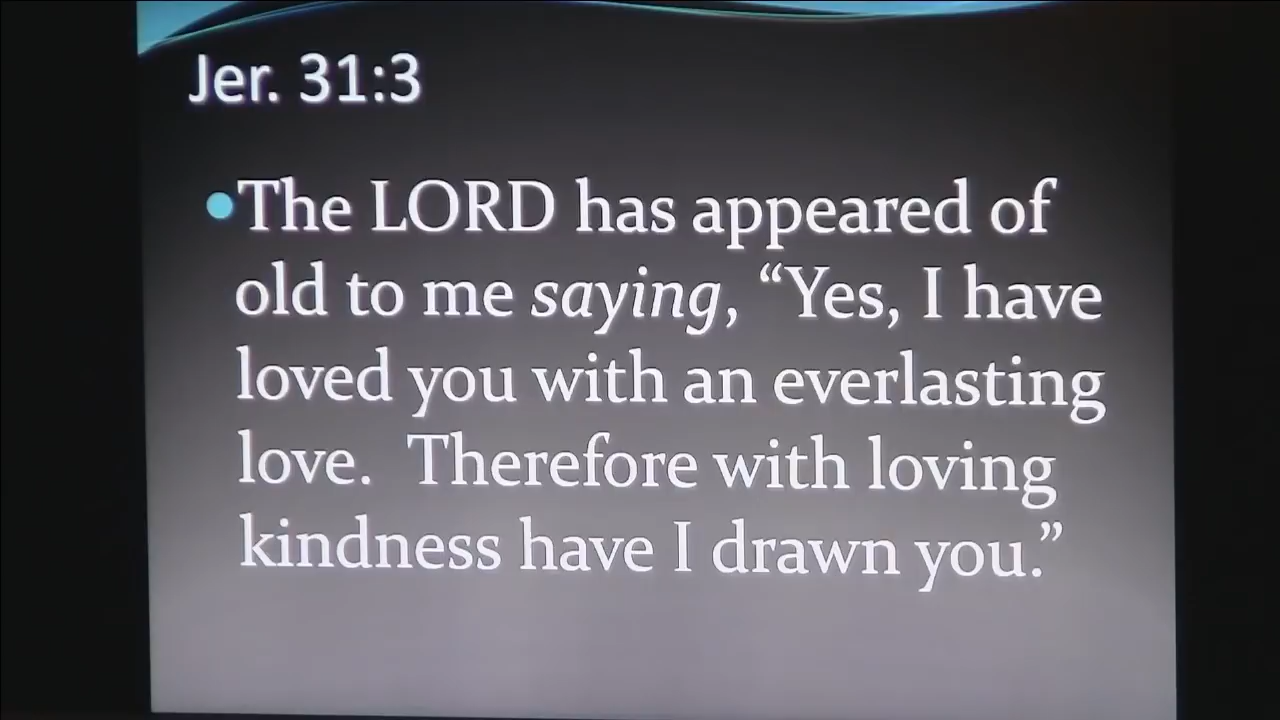 Jer. 31:3
•The LORD has appeared of
old to me saying, “Yes, I have
loved you with an everlasting
love.  Therefore with loving
kindness have I drawn you.”